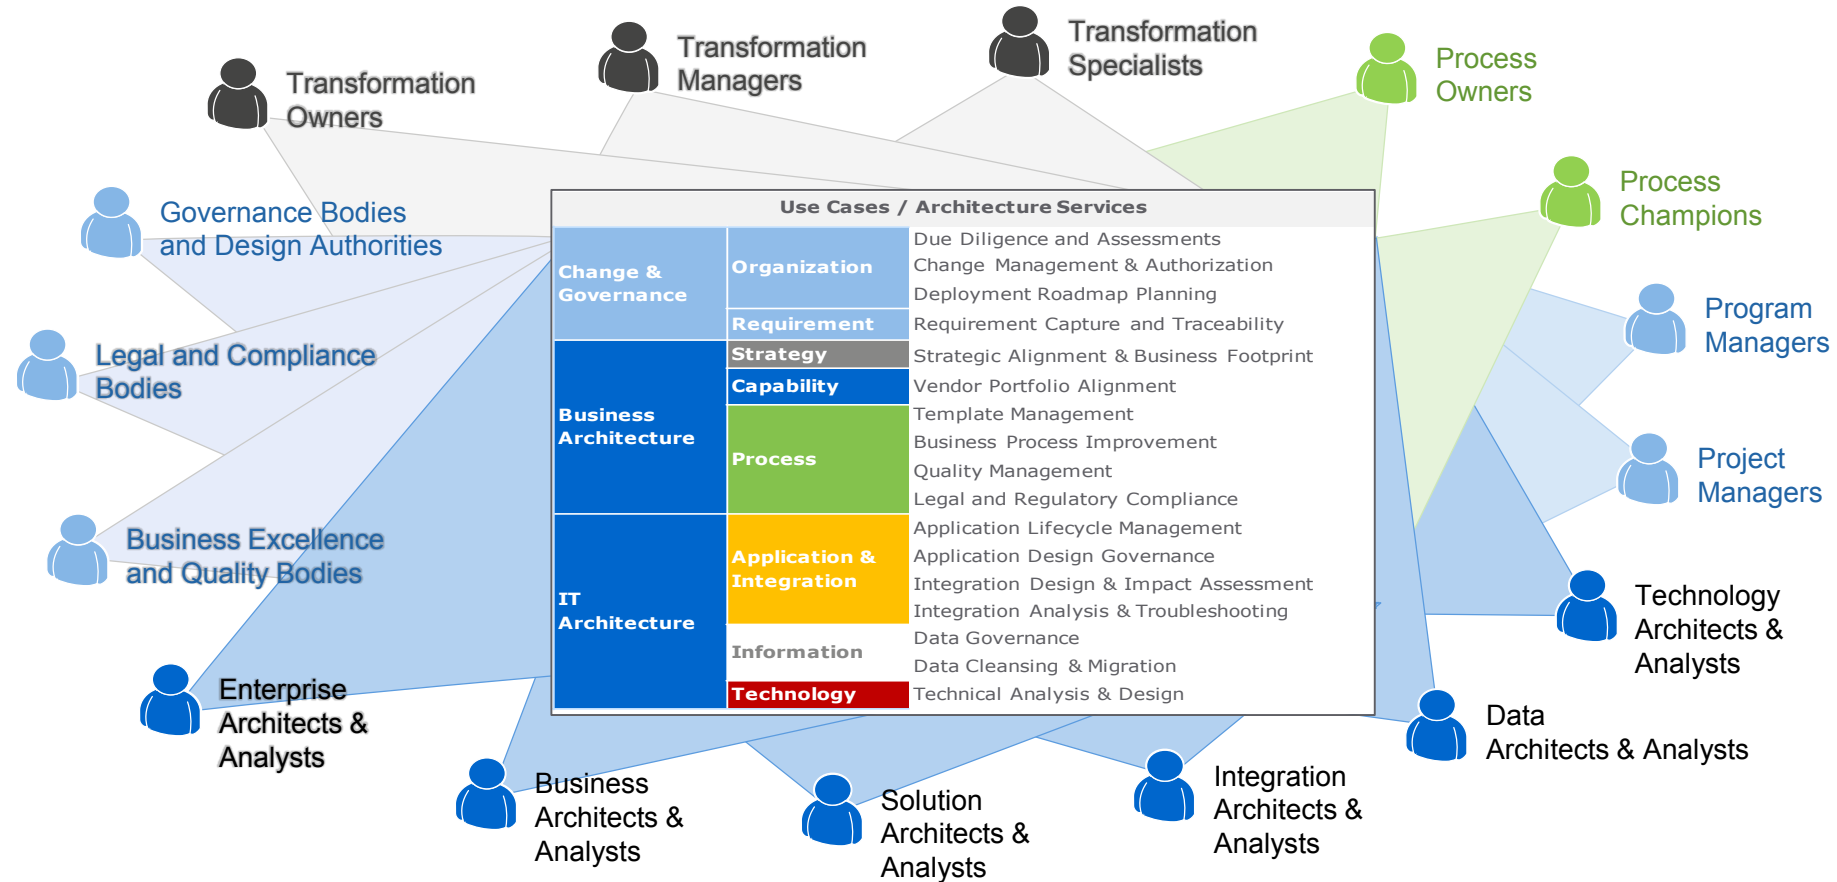 Transformation
Owners
Transformation
Managers
Transformation
Specialists
Process
Owners
Process
Champions
Governance Bodies
and Design Authorities
Legal and Compliance
Bodies
Business Excellence
and Quality Bodies
Program
Managers
Project
Managers
Use Cases / Architecture Services
Change &
Governance
Organization
Due Diligence and Assessments
Change Management & Authorization
Deployment Roadmap Planning
Requirement
Requirement Capture and Traceability
Business
Architecture
Strategy
Strategic Alignment & Business Footprint
Capability
Vendor Portfolio Alignment
Process
Template Management
Business Process Improvement
Quality Management
Legal and Regulatory Compliance
IT
Architecture
Application &
Integration
Application Lifecycle Management
Application Design Governance
Integration Design & Impact Assessment
Integration Analysis & Troubleshooting
Information
Data Governance
Data Cleansing & Migration
Technology
Technical Analysis & Design
Technology
Architects &
Analysts
Enterprise
Architects &
Analysts
Business
Architects &
Analysts
Solution
Architects &
Analysts
Integration
Architects &
Analysts
Data
Architects & Analysts